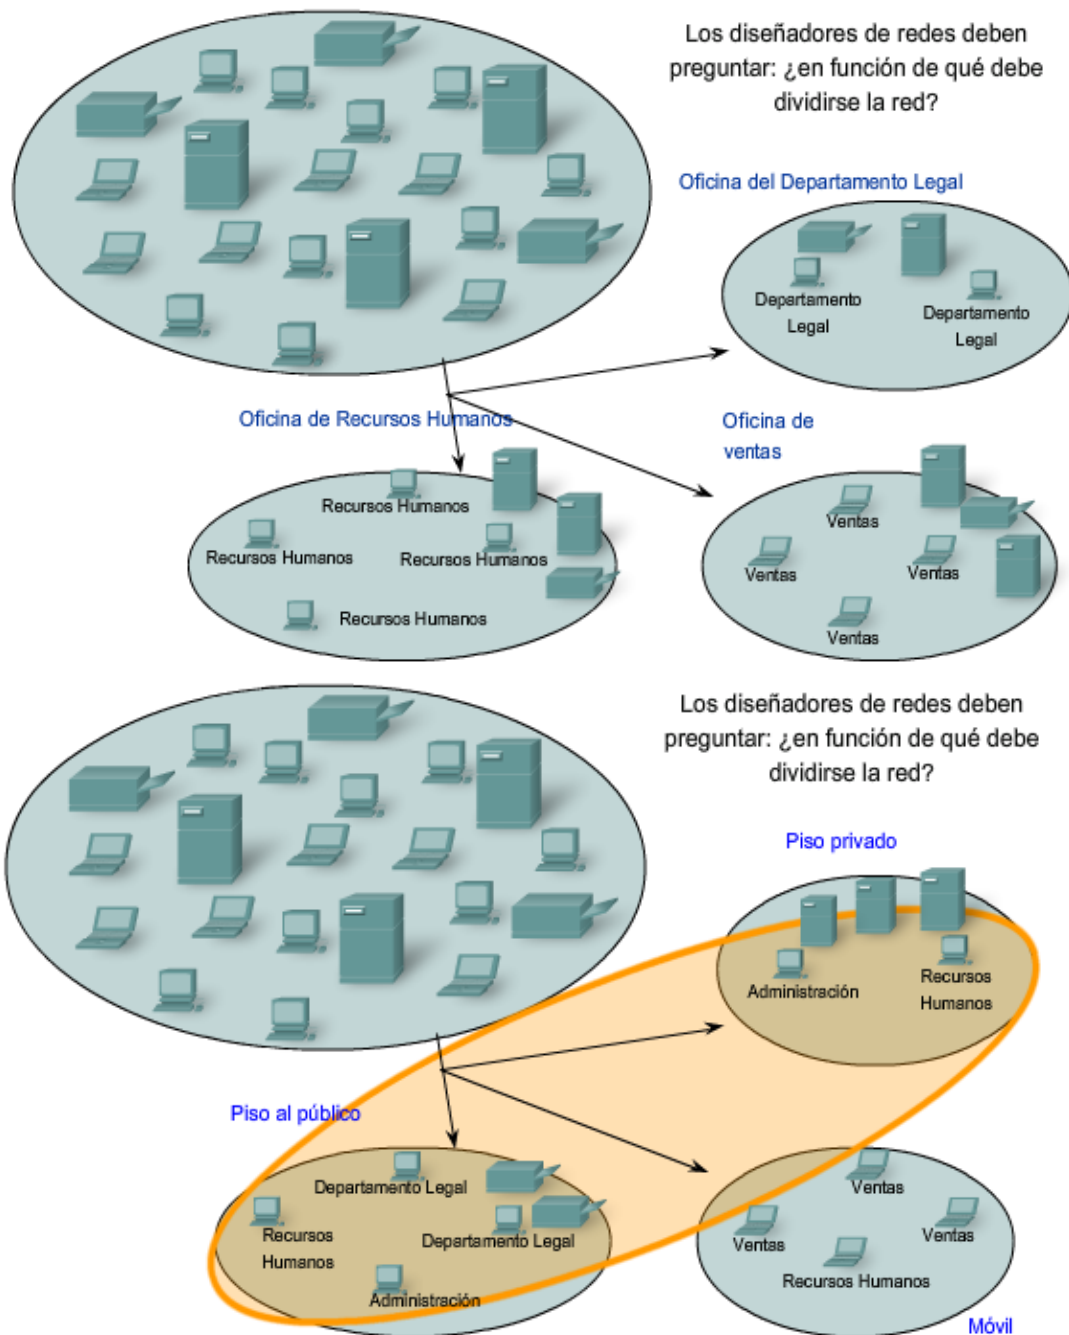 Los diseñadores de redes deben
preguntar: ¿en función de qué debe
dividirse la red?
Oficina del Departamento Legal
Departamento
Legal
Departamento
Legal
Oficina de Recursos Humanos
Oficina de
ventas
Recursos Humanos
Recursos Humanos
Recursos Humanos
Recursos Humanos
Ventas
Ventas
Ventas
Ventas
Los diseñadores de redes deben
preguntar: ¿en función de qué debe
dividirse la red?
Piso privado
Administración
Recursos
Humanos
Piso al público
Departamento Legal
Recursos
Humanos
Departamento Legal
Administración
Ventas
Ventas
Ventas
Recursos Humanos
Móvil